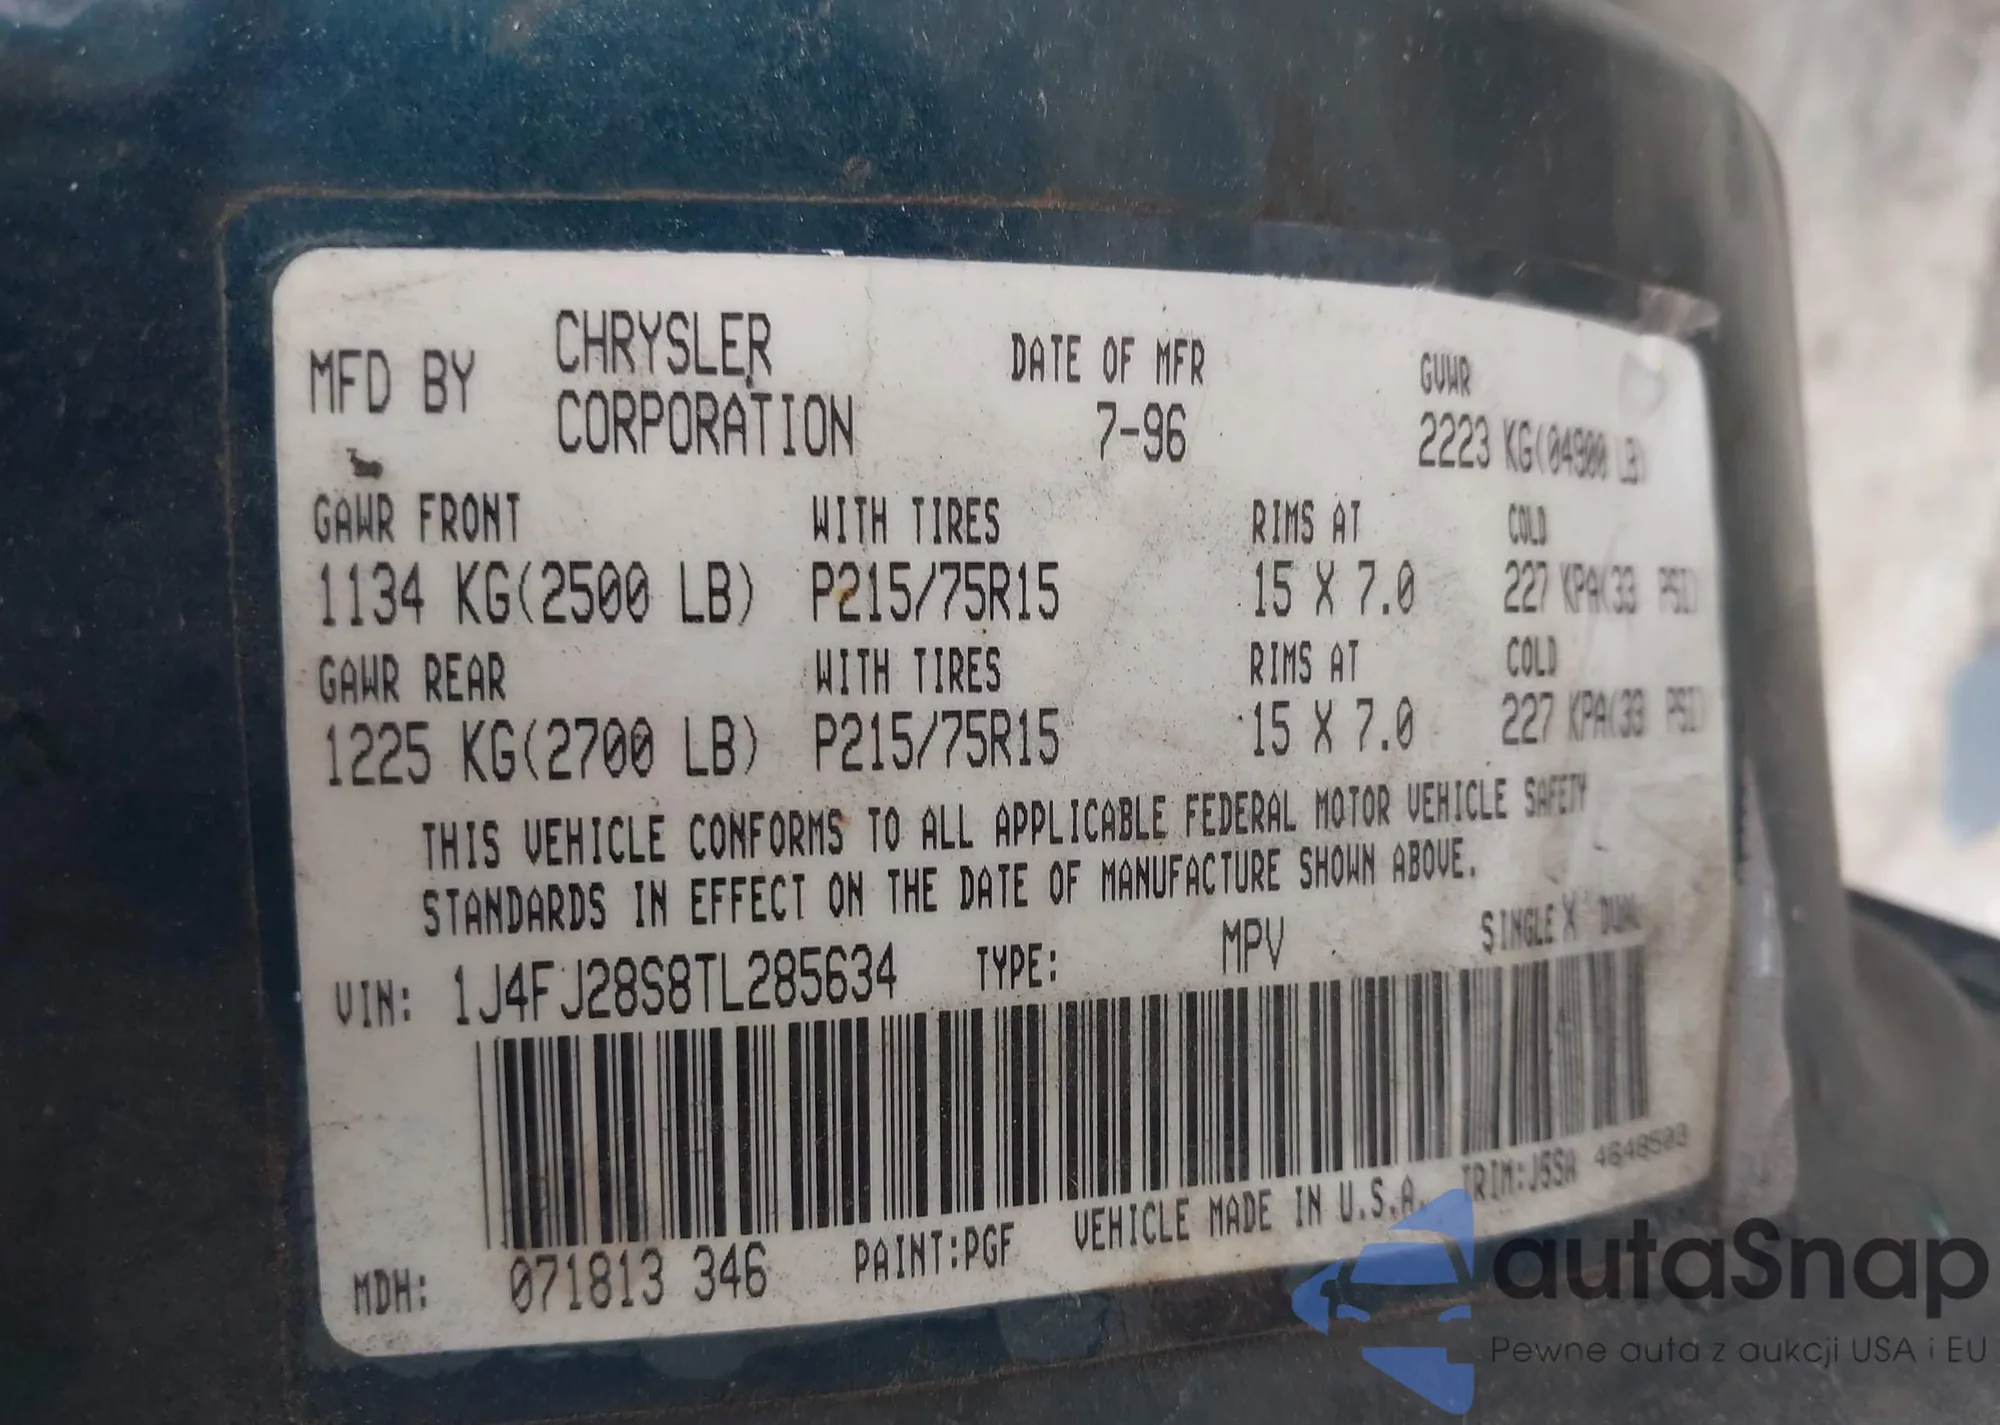 MFD BY CHRYSLER CORPORATION DATE OF MFR 7-96 GVWR 2223 KG(04900 LB)
GAWR FRONT WITH TIRES RIMS AT COLD
1134 KG(2500 LB) P215/75R15 15 X 7.0 227 KPA(33 PSI)
GAWR REAR WITH TIRES RIMS AT COLD
1225 KG(2700 LB) P215/75R15 15 X 7.0 227 KPA(33 PSI)
THIS VEHICLE CONFORMS TO ALL APPLICABLE FEDERAL MOTOR VEHICLE SAFETY
STANDARDS IN EFFECT ON THE DATE OF MANUFACTURE SHOWN ABOVE.
VIN: 1J4FJ28S8TL285634 TYPE: MPV SINGLE X DUAL
MDH: 071813 346 PAINT:PGF VEHICLE MADE IN U.S.A. TRIM:J5SA 4648503
autaSnap
Pewne auta z aukcji USA i EU